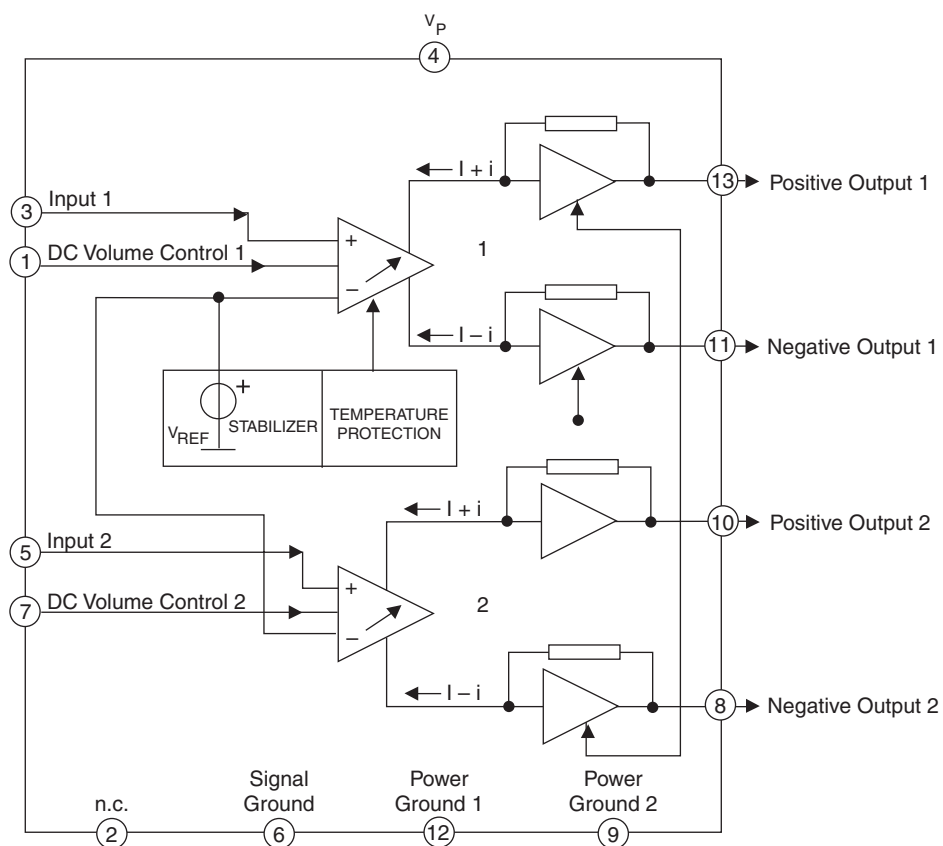 V_P
4
I + i
13 Positive Output 1
3 Input 1
+
1
1 DC Volume Control 1
−
I − i
11 Negative Output 1
+
V_REF
STABILIZER
TEMPERATURE
PROTECTION
I + i
10 Positive Output 2
5 Input 2
+
2
7 DC Volume Control 2
−
I − i
8 Negative Output 2
n.c.
2
Signal
Ground
6
Power
Ground 1
12
Power
Ground 2
9